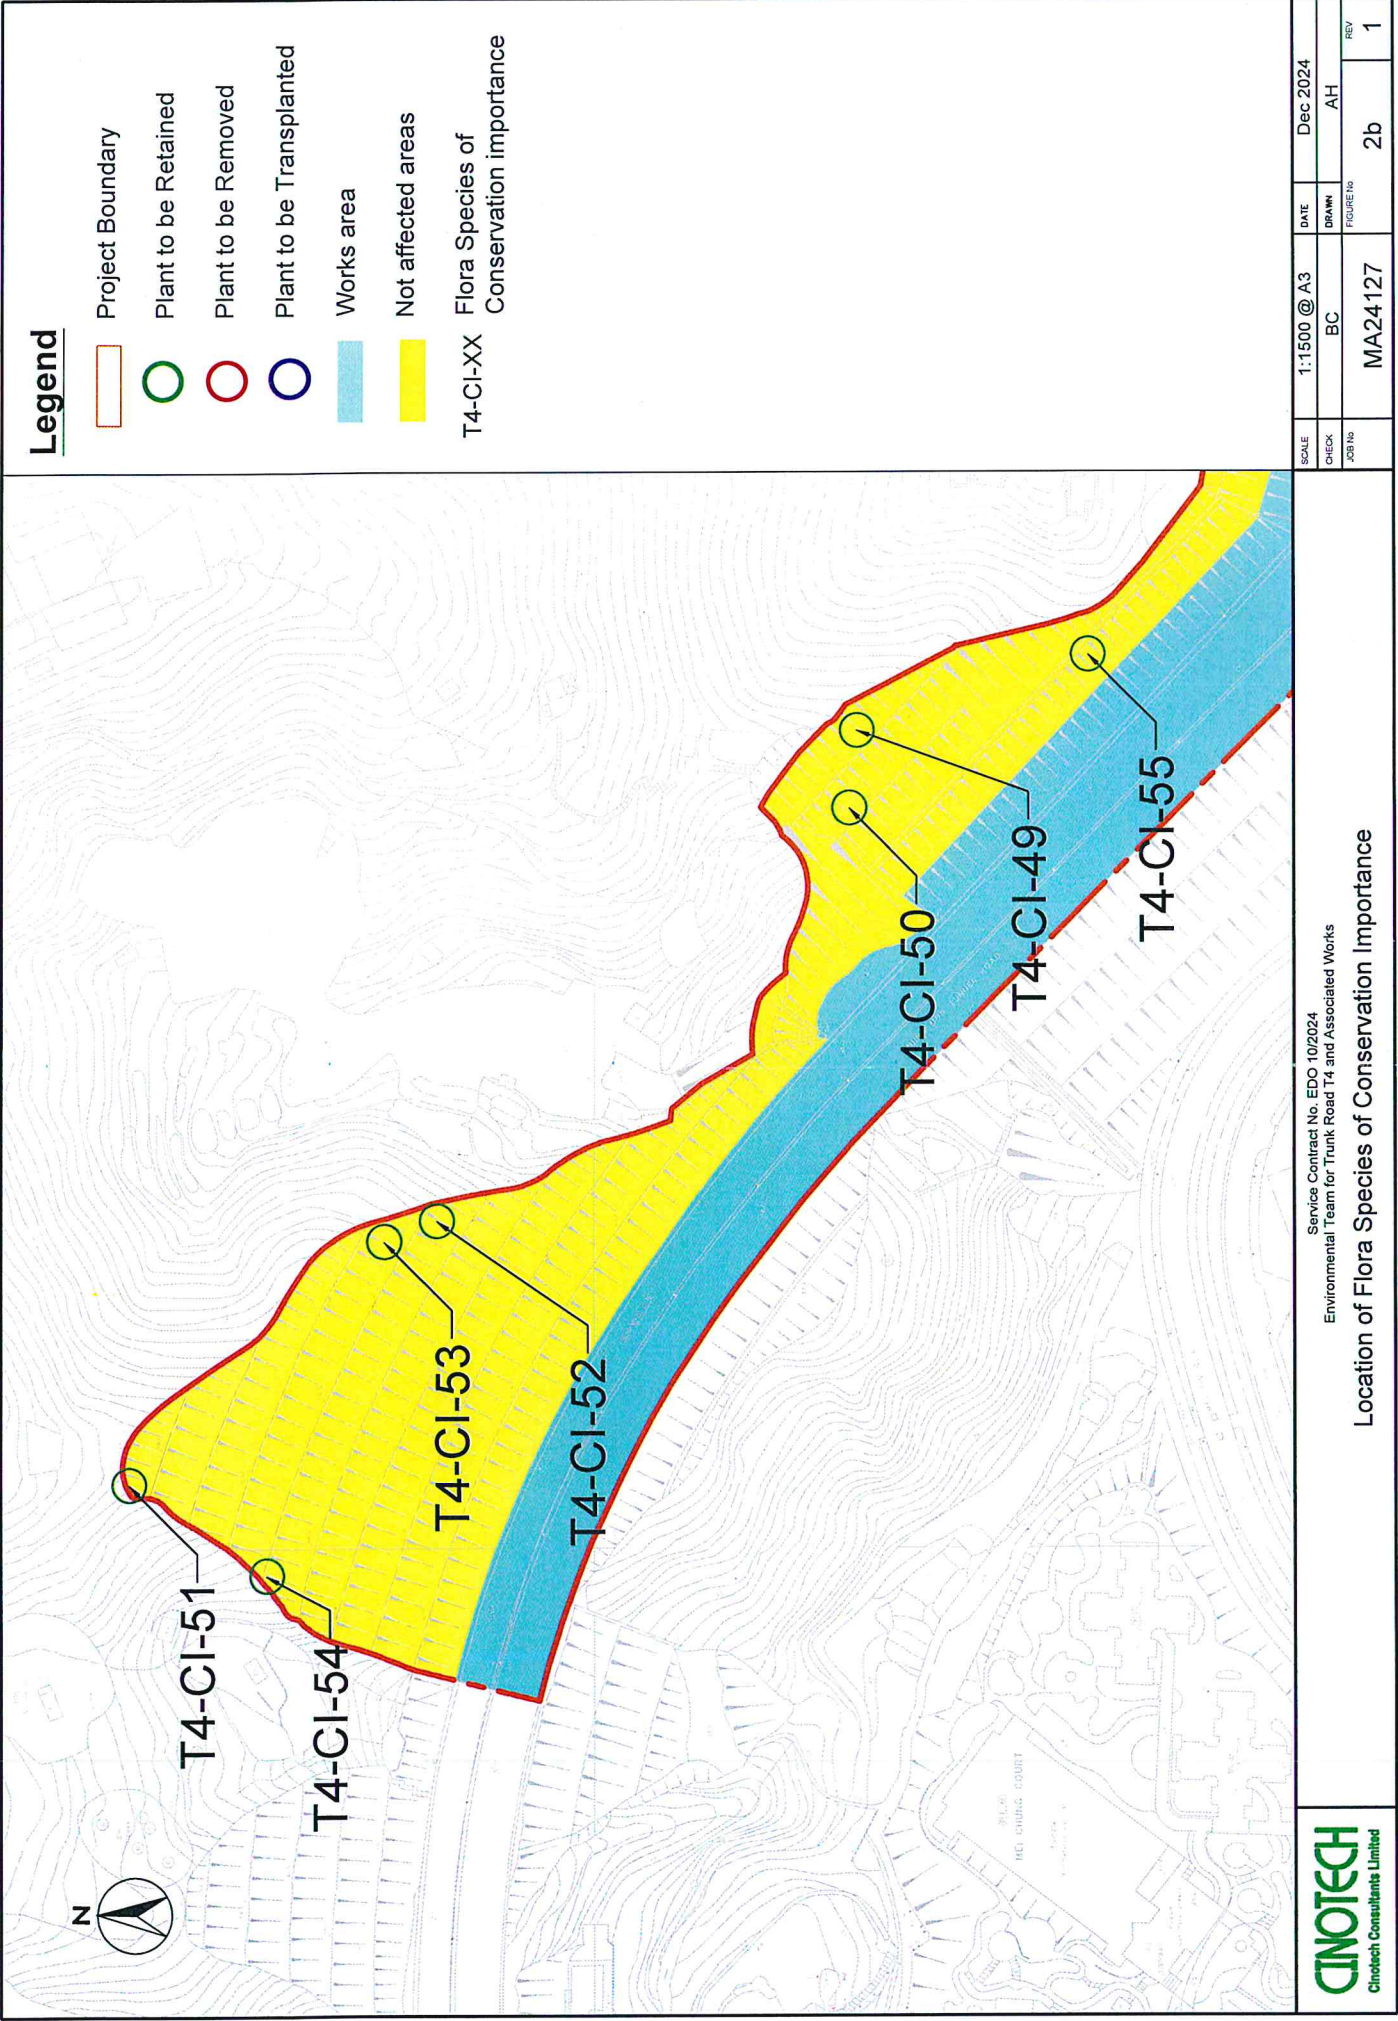 N
T4-CI-51
T4-CI-54
T4-CI-53
T4-CI-52
T4-CI-50
T4-CI-49
T4-CI-55
MEI CHUNG COURT
ROAD
Legend
Project Boundary
Plant to be Retained
Plant to be Removed
Plant to be Transplanted
Works area
Not affected areas
T4-CI-XX Flora Species of
Conservation importance
CINOTECH
Cinotech Consultants Limited
Service Contract No. EDO 10/2024
Environmental Team for Trunk Road T4 and Associated Works
Location of Flora Species of Conservation Importance
SCALE 1:1500 @ A3 DATE Dec 2024
CHECK BC DRAWN AH
JOB No MA24127 FIGURE No 2b REV 1